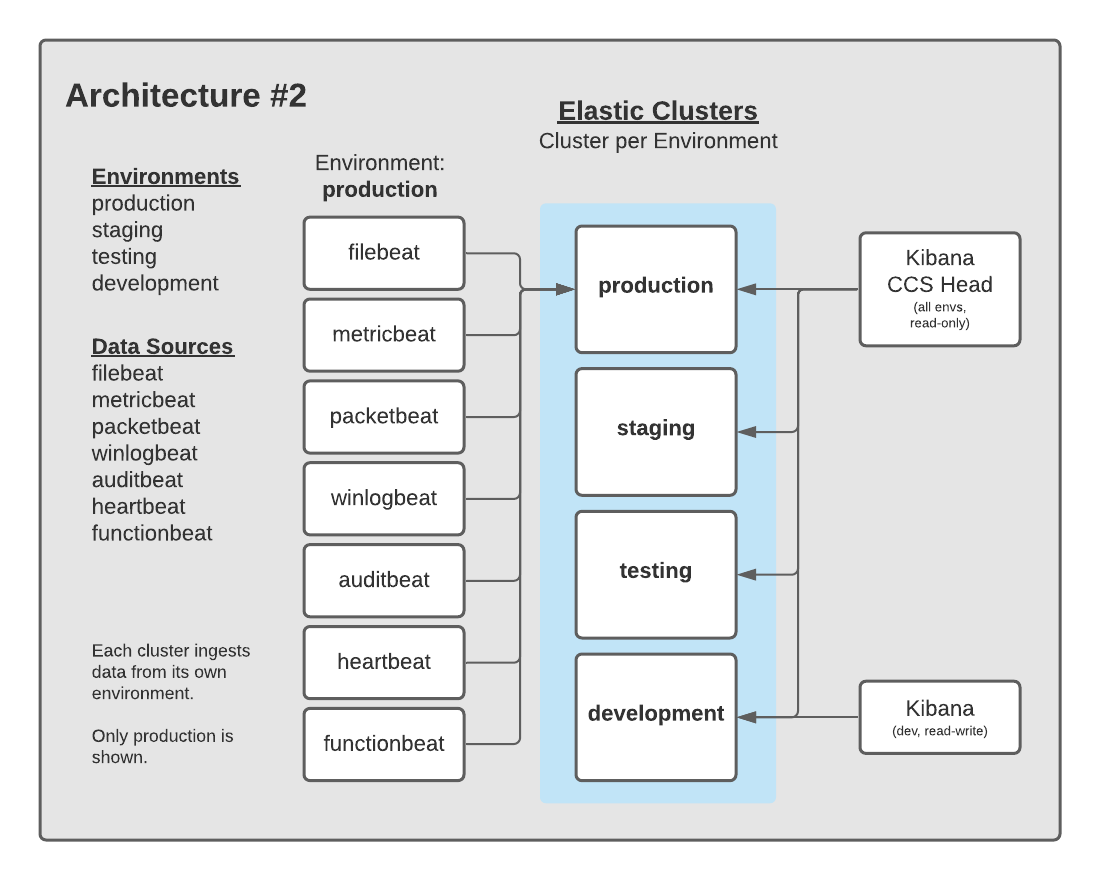 Architecture #2
Elastic Clusters
Cluster per Environment
Environments
production
staging
testing
development
Data Sources
filebeat
metricbeat
packetbeat
winlogbeat
auditbeat
heartbeat
functionbeat
Each cluster ingests
data from its own
environment.
Only production is
shown.
Environment:
production
filebeat
metricbeat
packetbeat
winlogbeat
auditbeat
heartbeat
functionbeat
production
staging
testing
development
Kibana
CCS Head
(all envs,
read-only)
Kibana
(dev, read-write)